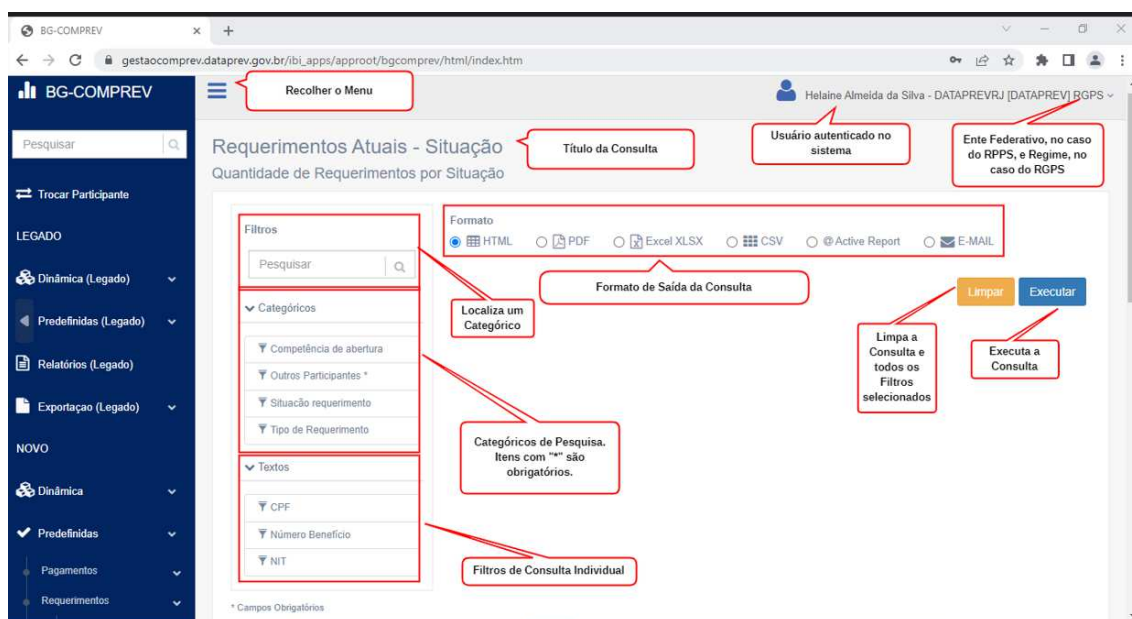 BG-COMPREV
gestaocomprev.dataprev.gov.br/ibi_apps/approot/bgcomprev/html/index.htm
BG-COMPREV
Recolher o Menu
Helaine Almeida da Silva - DATAPREVRJ [DATAPREV] RGPS
Pesquisar
Requerimentos Atuais - Situação
Título da Consulta
Usuário autenticado no
sistema
Ente Federativo, no caso
do RPPS, e Regime, no
caso do RGPS
Quantidade de Requerimentos por Situação
Trocar Participante
LEGADO
Dinâmica (Legado)
Predefinidas (Legado)
Relatórios (Legado)
Exportaçao (Legado)
NOVO
Dinâmica
Predefinidas
Pagamentos
Requerimentos
Filtros
Pesquisar
Formato
HTML PDF Excel XLSX CSV @ Active Report E-MAIL
Formato de Saída da Consulta
Limpar Executar
Localiza um
Categórico
Limpa a
Consulta e
todos os
Filtros
selecionados
Executa a
Consulta
Categóricos
Competência de abertura
Outros Participantes *
Situacão requerimento
Tipo de Requerimento
Categóricos de Pesquisa.
Itens com "*" são
obrigatórios.
Textos
CPF
Número Benefício
NIT
Filtros de Consulta Individual
* Campos Obrigatórios